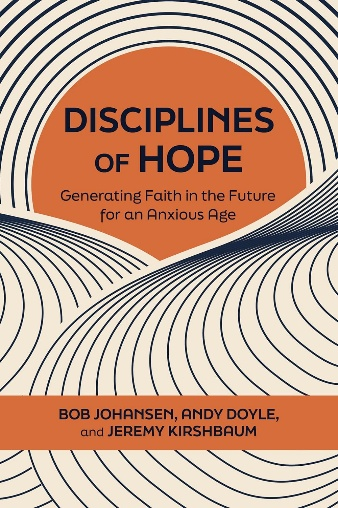 DISCIPLINES
OF HOPE
Generating Faith in the Future
for an Anxious Age
BOB JOHANSEN, ANDY DOYLE,
and JEREMY KIRSHBAUM